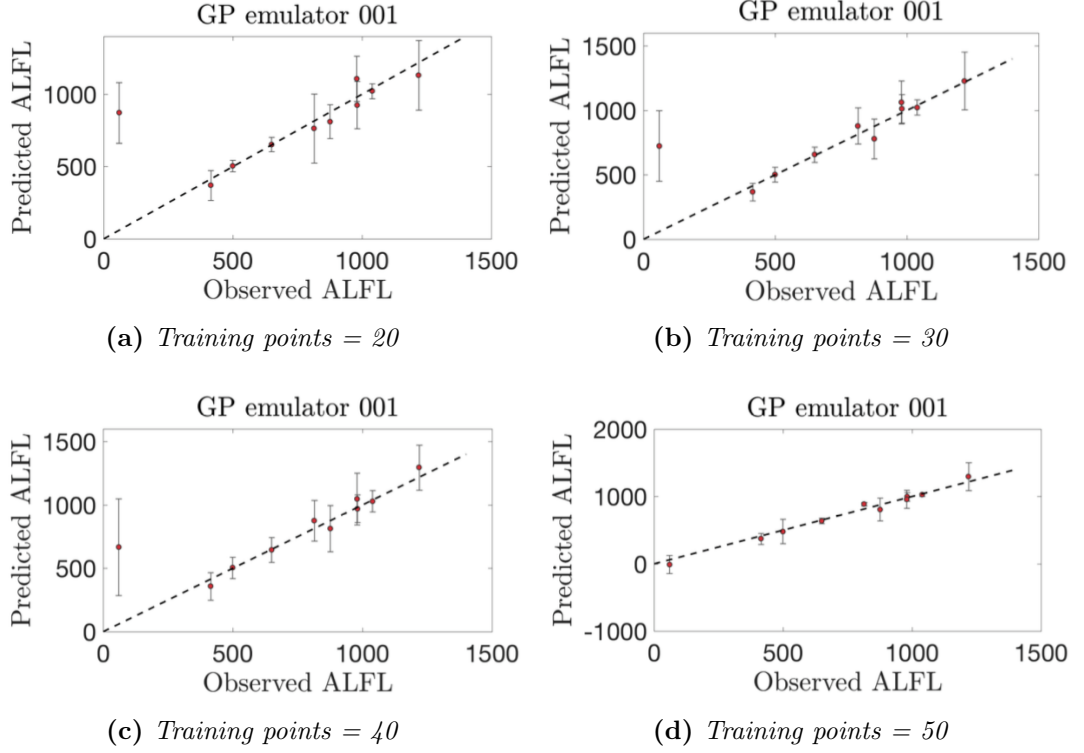 GP emulator 001
Predicted ALFL
1000
500
0
0 500 1000 1500
Observed ALFL
(a) Training points = 20
GP emulator 001
Predicted ALFL
1500
1000
500
0
0 500 1000 1500
Observed ALFL
(b) Training points = 30
GP emulator 001
Predicted ALFL
1500
1000
500
0
0 500 1000 1500
Observed ALFL
(c) Training points = 40
GP emulator 001
Predicted ALFL
2000
1000
0
-1000
0 500 1000 1500
Observed ALFL
(d) Training points = 50